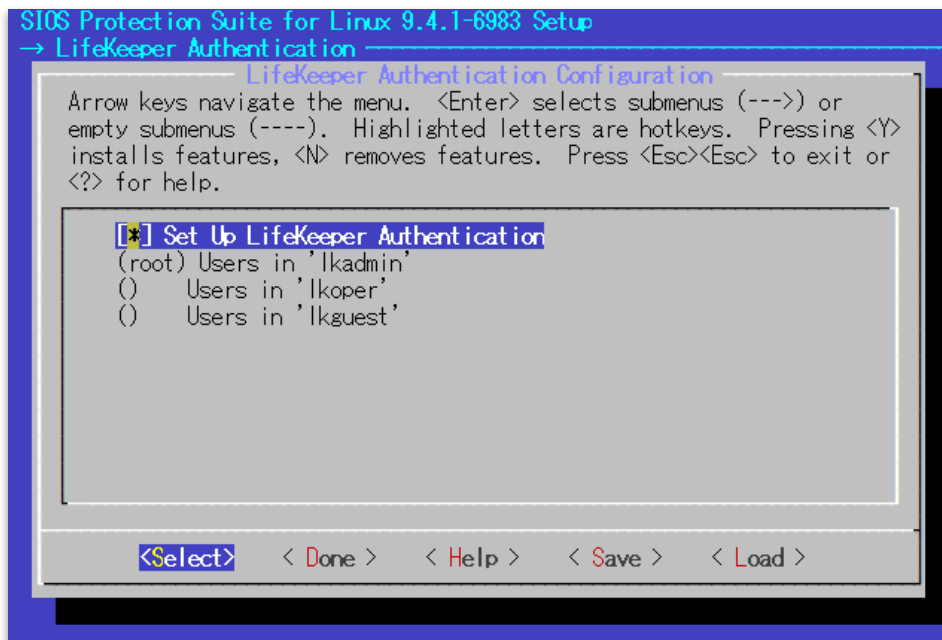 SIOS Protection Suite for Linux 9.4.1-6983 Setup
→ LifeKeeper Authentication
LifeKeeper Authentication Configuration
Arrow keys navigate the menu.  <Enter> selects submenus (--->) or
empty submenus (----).  Highlighted letters are hotkeys.  Pressing <Y>
installs features, <N> removes features.  Press <Esc><Esc> to exit or
<?> for help.
[*] Set Up LifeKeeper Authentication
(root) Users in 'lkadmin'
()    Users in 'lkoper'
()    Users in 'lkguest'
<Select>    < Done >    < Help >    < Save >    < Load >